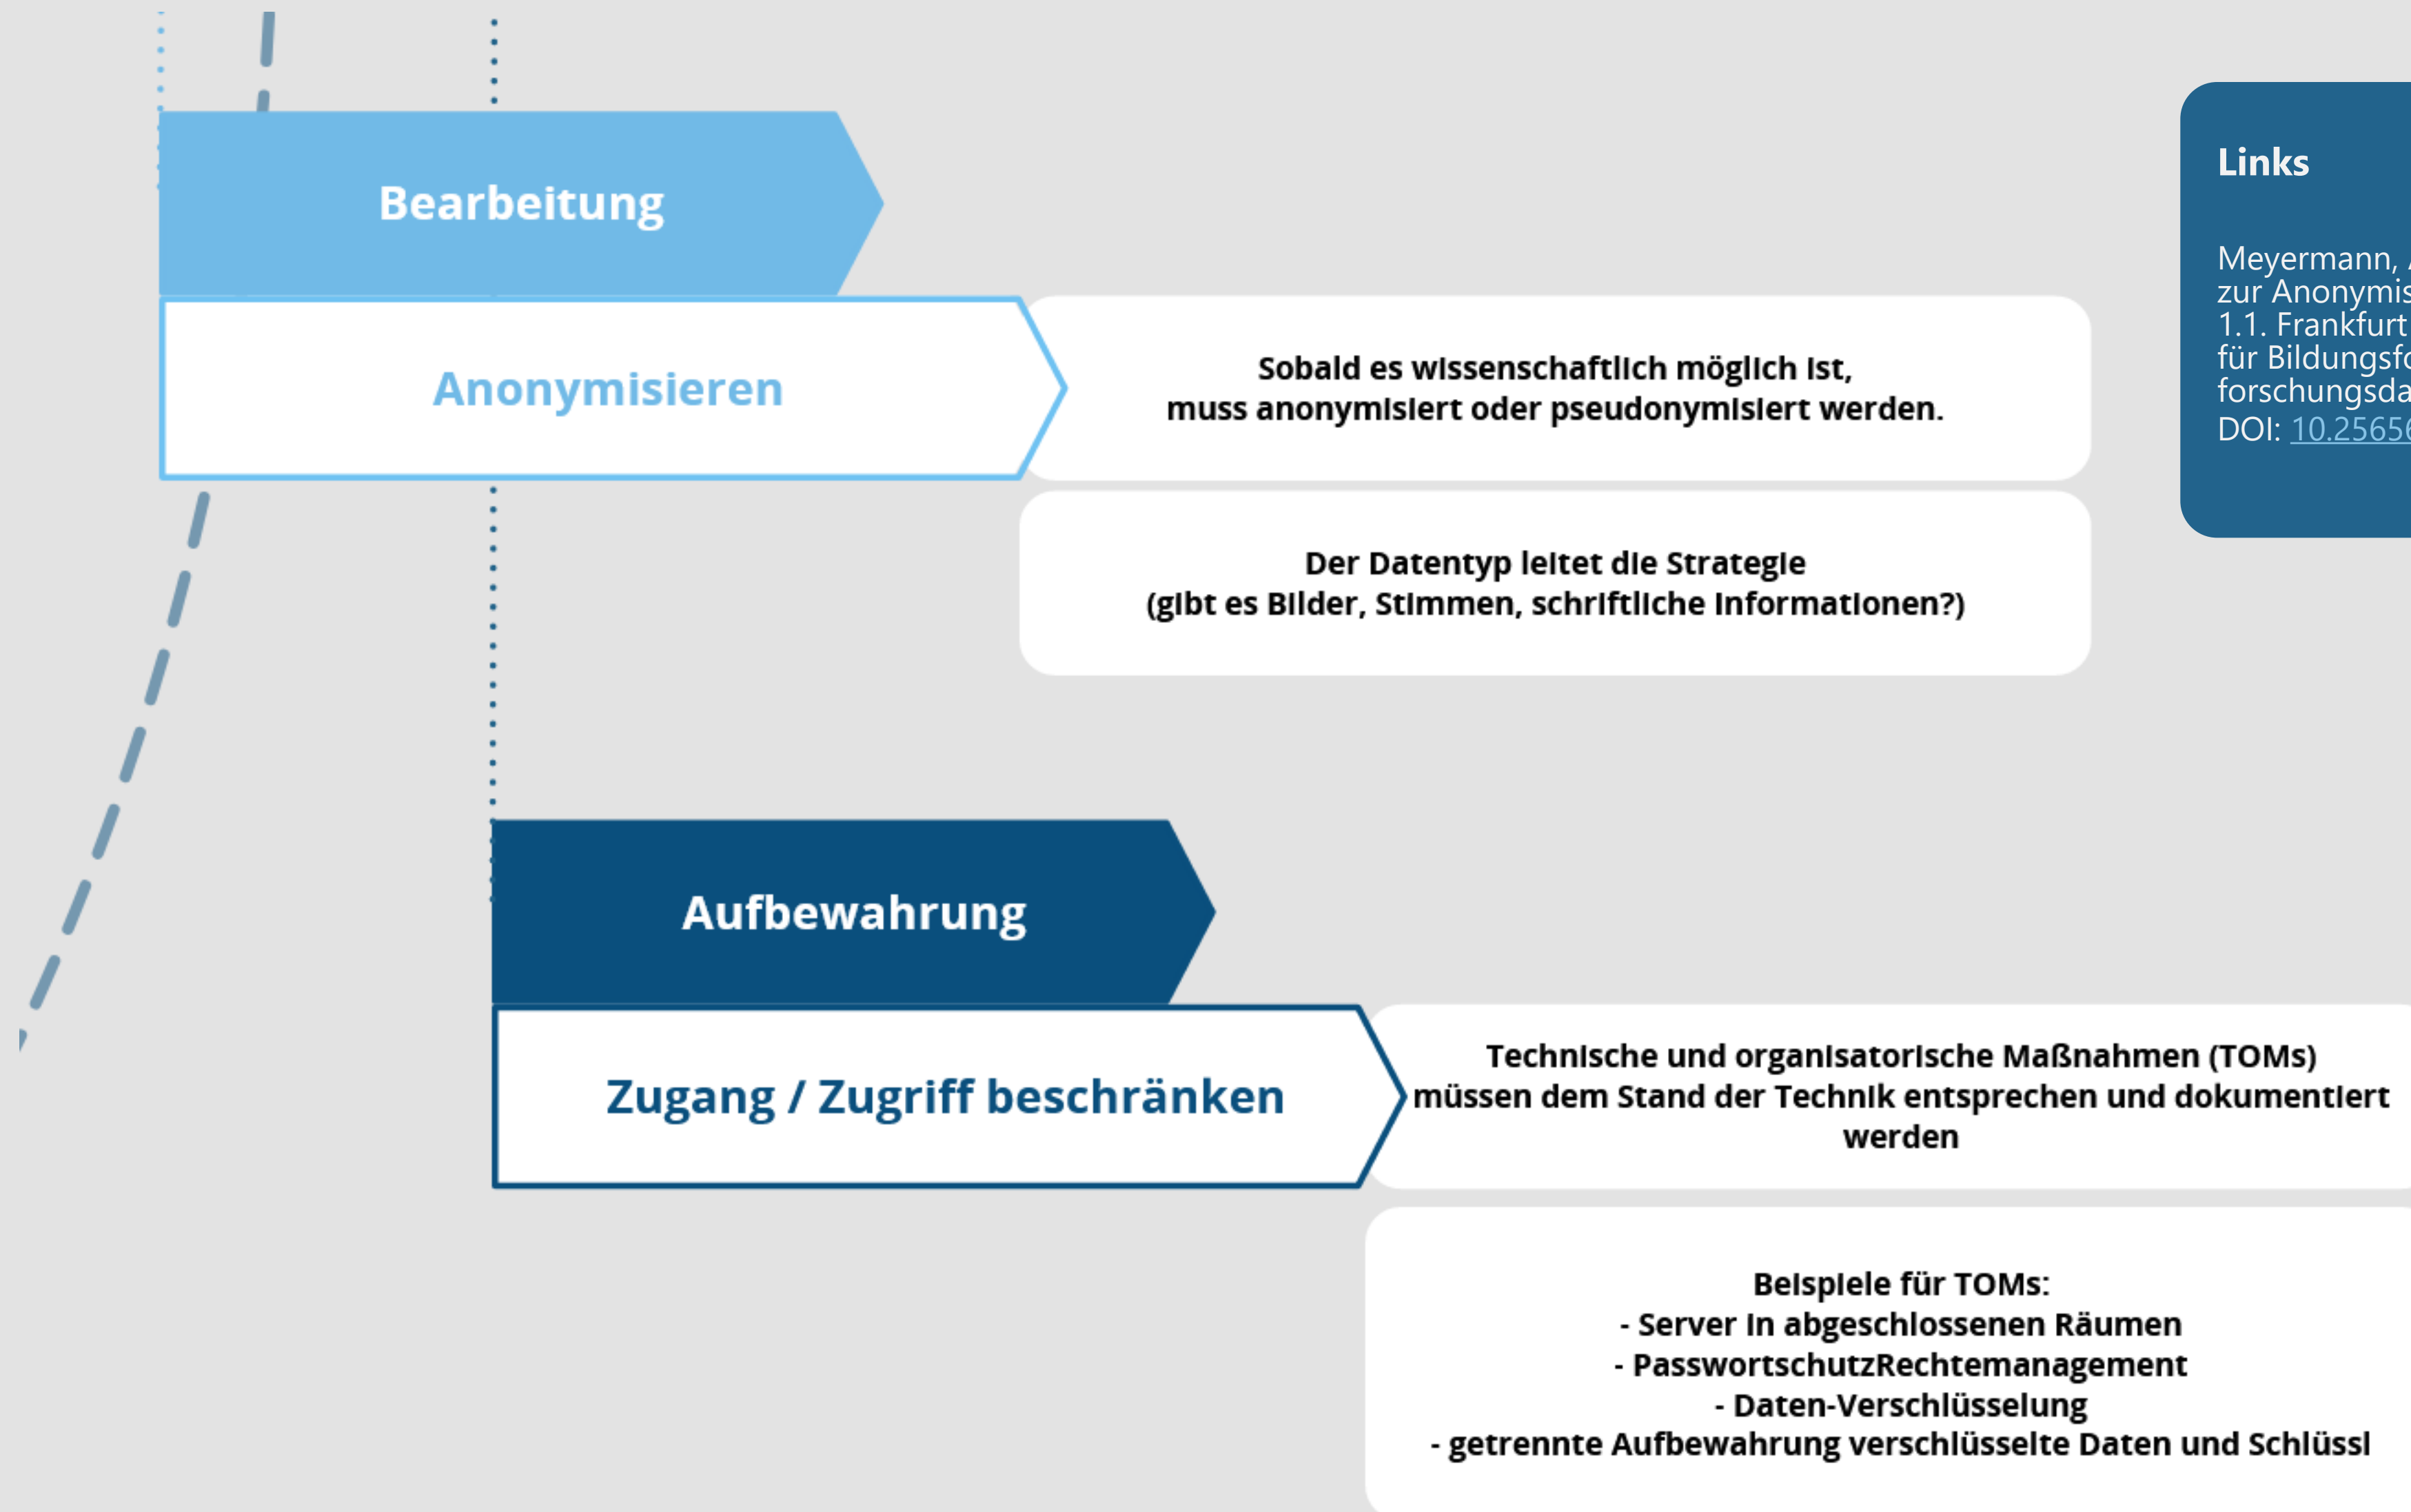 Bearbeitung
Anonymisieren
Sobald es wissenschaftlich möglich ist,
muss anonymisiert oder pseudonymisiert werden.
Der Datentyp leitet die Strategie
(gibt es Bilder, Stimmen, schriftliche Informationen?)
Links
Meyermann,
zur
1.1. Frankfurt
für
DOI:
Aufbewahrung
Zugang / Zugriff beschränken
Technische und organisatorische Maßnahmen (TOMs)
müssen dem Stand der Technik entsprechen und dokumentiert
werden
Beispiele für TOMs:
- Server in abgeschlossenen Räumen
- PasswortschutzRechtemanagement
- Daten-Verschlüsselung
- getrennte Aufbewahrung verschlüsselte Daten und Schlüssl